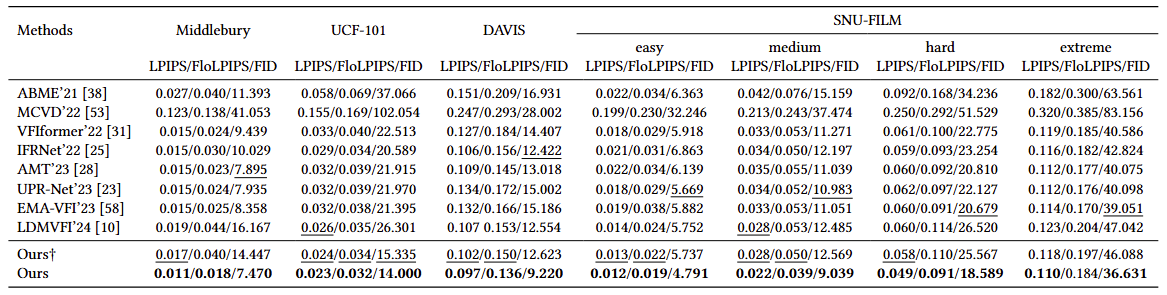 SNU-FILM
Methods Middlebury UCF-101 DAVIS
easy medium hard extreme
LPIPS/FloLPIPS/FID LPIPS/FloLPIPS/FID LPIPS/FloLPIPS/FID LPIPS/FloLPIPS/FID LPIPS/FloLPIPS/FID LPIPS/FloLPIPS/FID LPIPS/FloLPIPS/FID
ABME'21 [38] 0.027/0.040/11.393 0.058/0.069/37.066 0.151/0.209/16.931 0.022/0.034/6.363 0.042/0.076/15.159 0.092/0.168/34.236 0.182/0.300/63.561
MCVD'22 [53] 0.123/0.138/41.053 0.155/0.169/102.054 0.247/0.293/28.002 0.199/0.230/32.246 0.213/0.243/37.474 0.250/0.292/51.529 0.320/0.385/83.156
VFIformer'22 [31] 0.015/0.024/9.439 0.033/0.040/22.513 0.127/0.184/14.407 0.018/0.029/5.918 0.033/0.053/11.271 0.061/0.100/22.775 0.119/0.185/40.586
IFRNet'22 [25] 0.015/0.030/10.029 0.029/0.034/20.589 0.106/0.156/12.422 0.021/0.031/6.863 0.034/0.050/12.197 0.059/0.093/23.254 0.116/0.182/42.824
AMT'23 [28] 0.015/0.023/7.895 0.032/0.039/21.915 0.109/0.145/13.018 0.022/0.034/6.139 0.035/0.055/11.039 0.060/0.092/20.810 0.112/0.177/40.075
UPR-Net'23 [23] 0.015/0.024/7.935 0.032/0.039/21.970 0.134/0.172/15.002 0.018/0.029/5.669 0.034/0.052/10.983 0.062/0.097/22.127 0.112/0.176/40.098
EMA-VFI'23 [58] 0.015/0.025/8.358 0.032/0.038/21.395 0.132/0.166/15.186 0.019/0.038/5.882 0.033/0.053/11.051 0.060/0.091/20.679 0.114/0.170/39.051
LDMVFI'24 [10] 0.019/0.044/16.167 0.026/0.035/26.301 0.107 0.153/12.554 0.014/0.024/5.752 0.028/0.053/12.485 0.060/0.114/26.520 0.123/0.204/47.042
Ours† 0.017/0.040/14.447 0.024/0.034/15.335 0.102/0.150/12.623 0.013/0.022/5.737 0.028/0.050/12.569 0.058/0.110/25.567 0.118/0.197/46.088
Ours 0.011/0.018/7.470 0.023/0.032/14.000 0.097/0.136/9.220 0.012/0.019/4.791 0.022/0.039/9.039 0.049/0.091/18.589 0.110/0.184/36.631